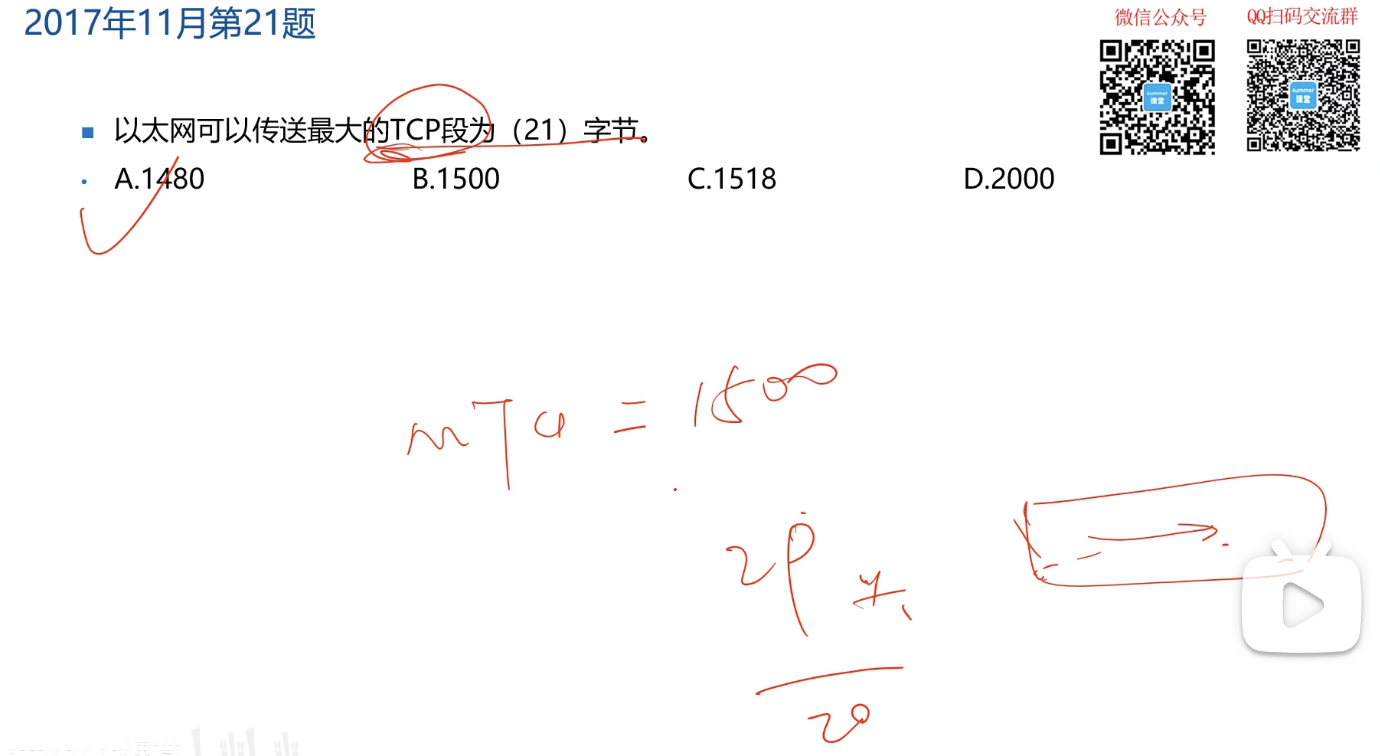 2017年11月第21题
微信公众号
QQ扫码交流群
summer
课堂
summer
课堂
■ 以太网可以传送最大的TCP段为（21）字节。
· A.1480 B.1500 C.1518 D.2000
MTU = 1500
IP 头
20